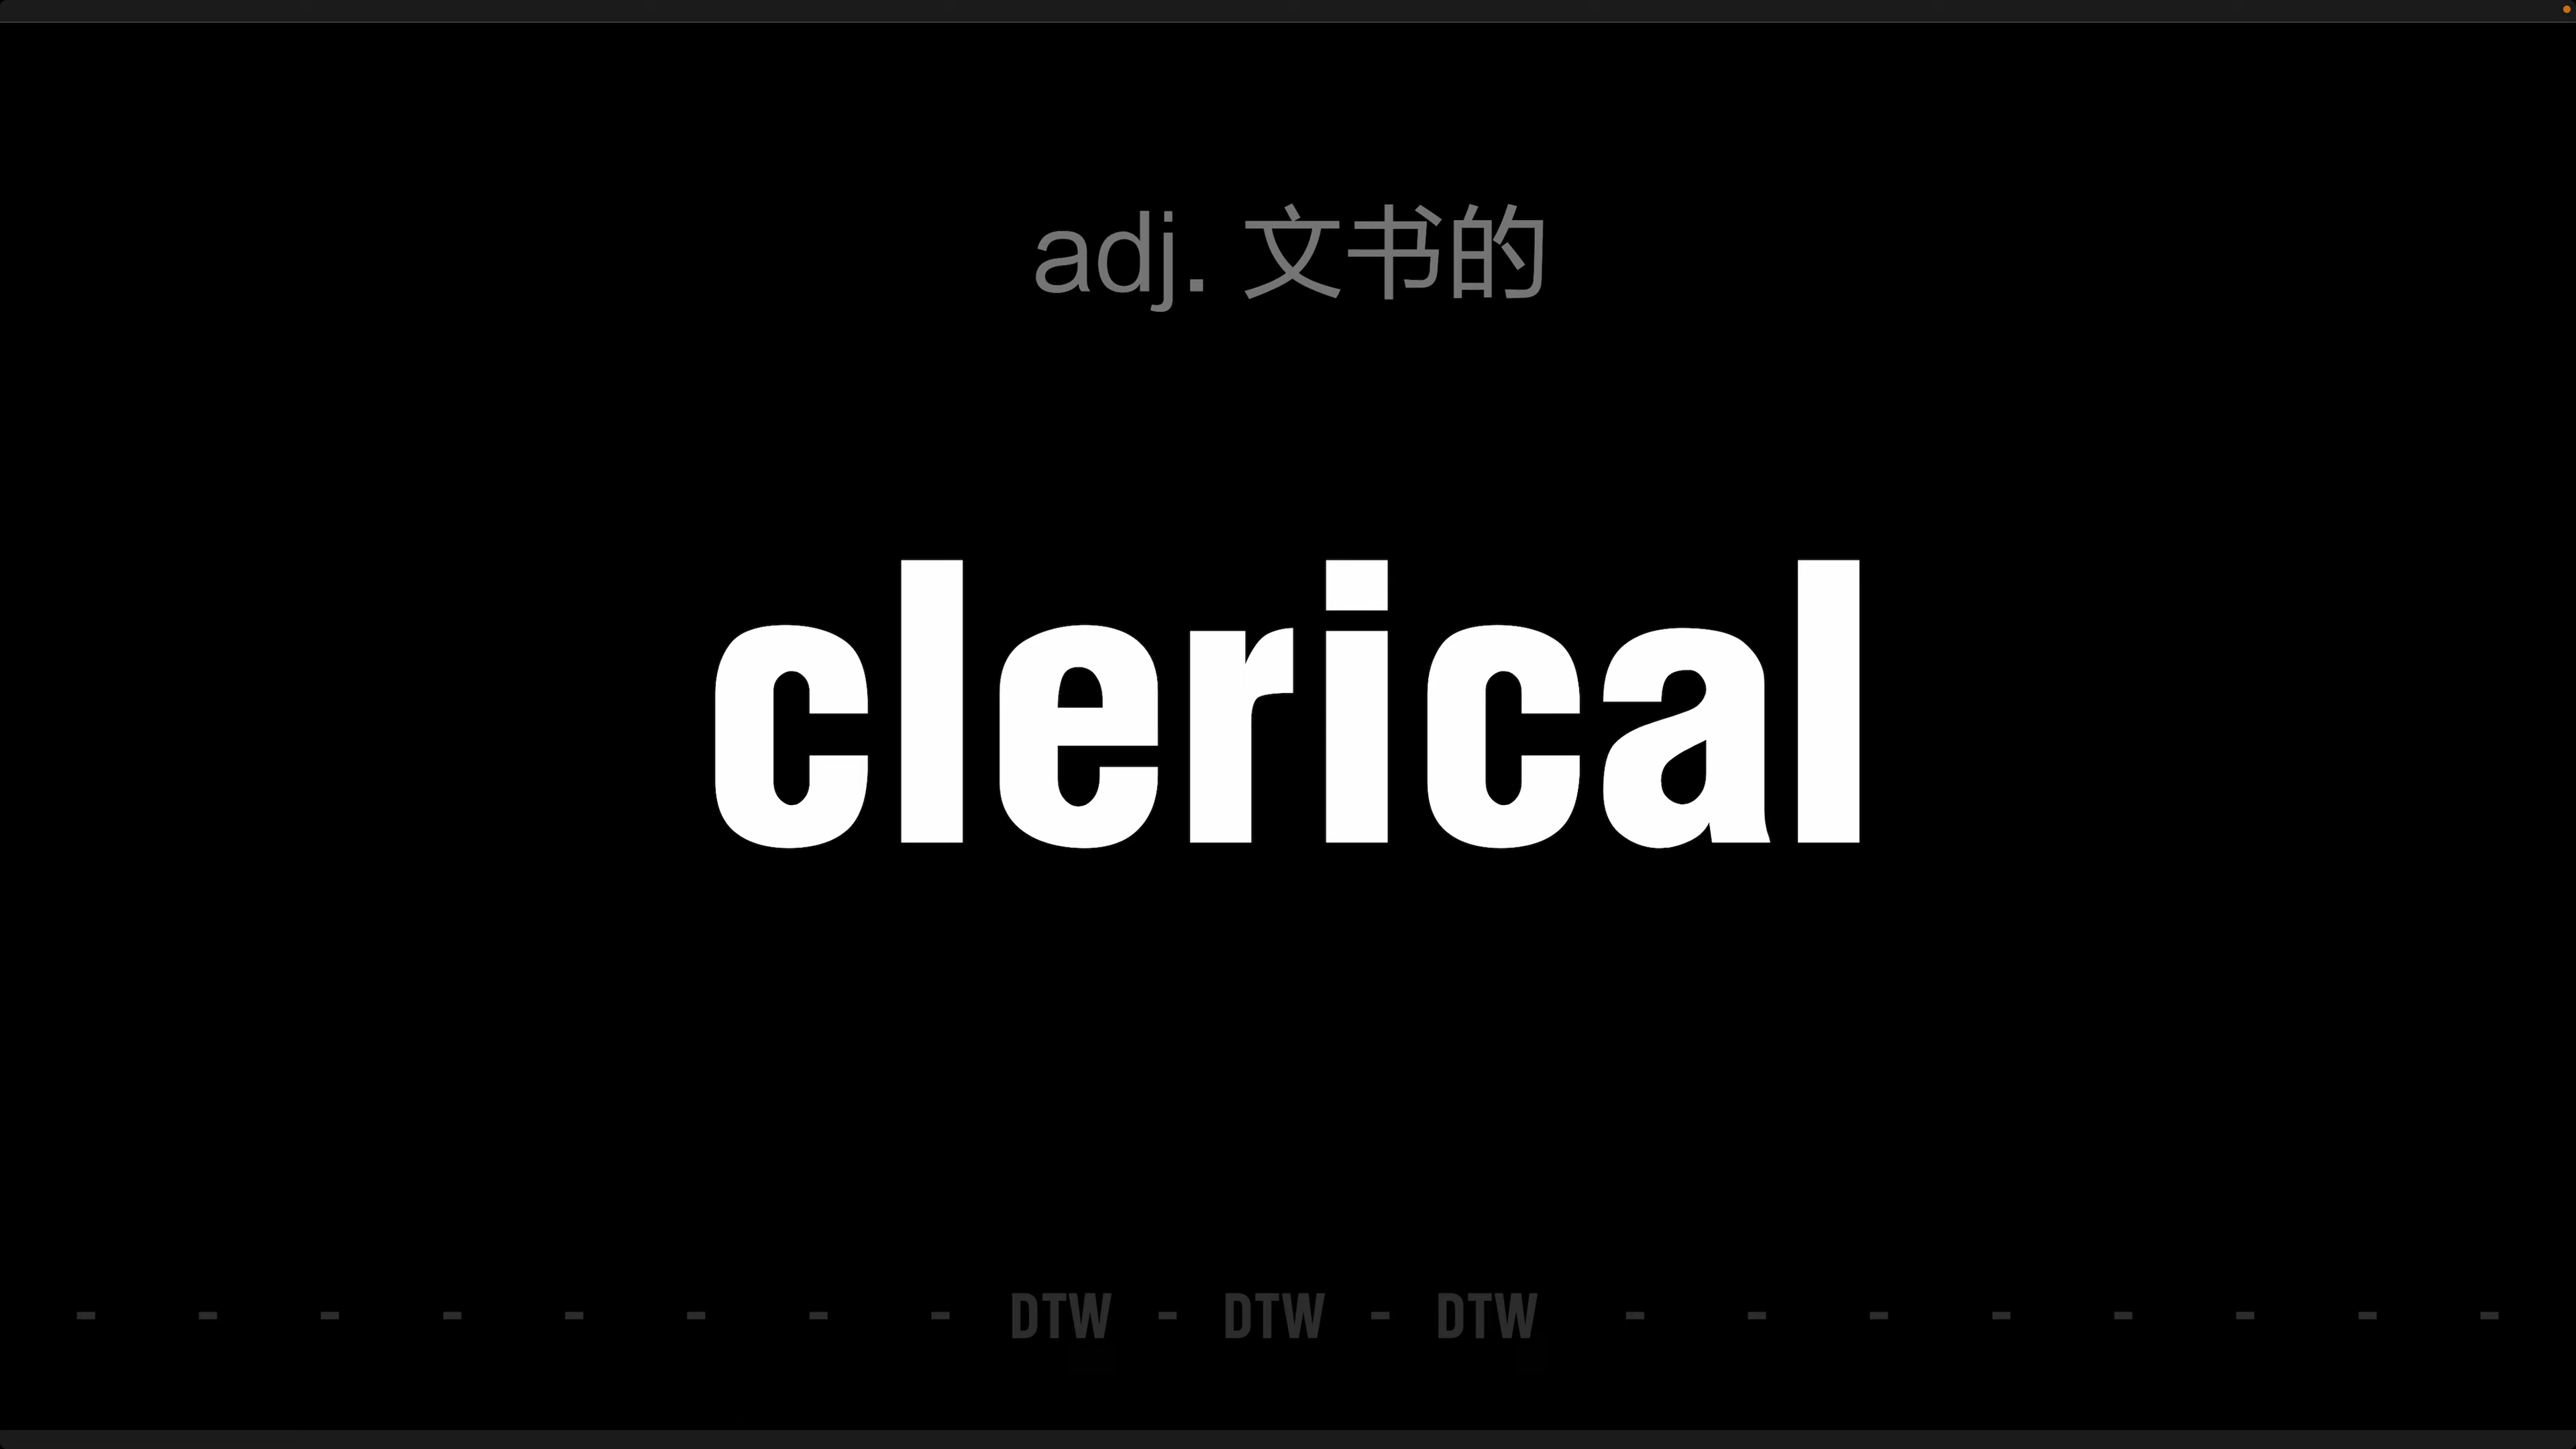 adj. 文书的
clerical
- - - - - - - - DTW - DTW - DTW - - - - - - - -